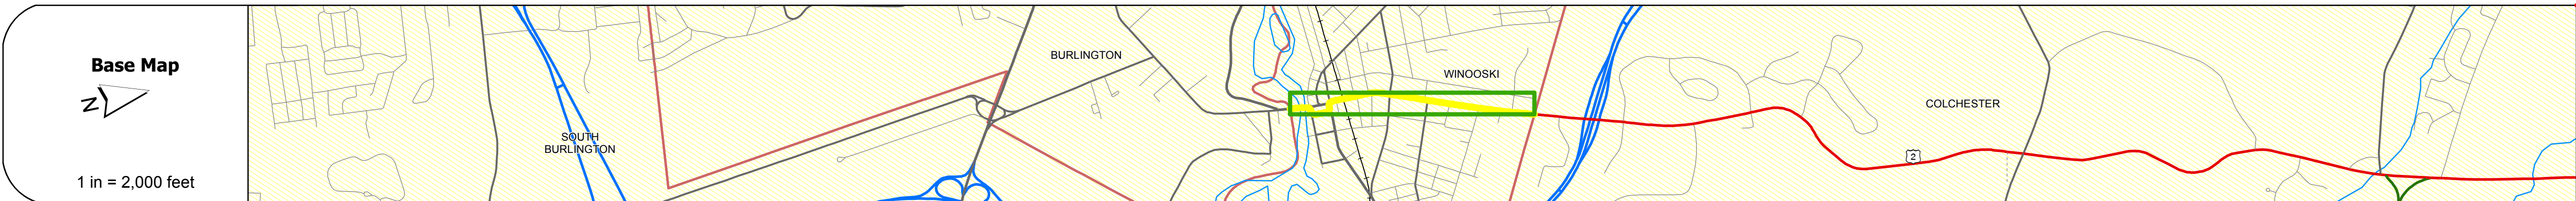 Base Map
N
1 in = 2,000 feet
SOUTH
BURLINGTON
BURLINGTON
WINOOSKI
COLCHESTER
2